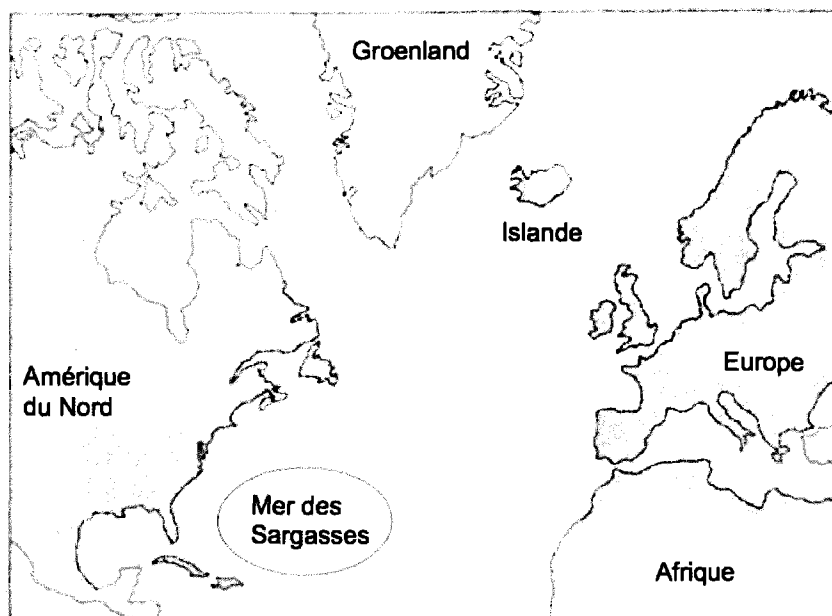 Groenland
Islande
Europe
Amérique
du Nord
Mer des
Sargasses
Afrique